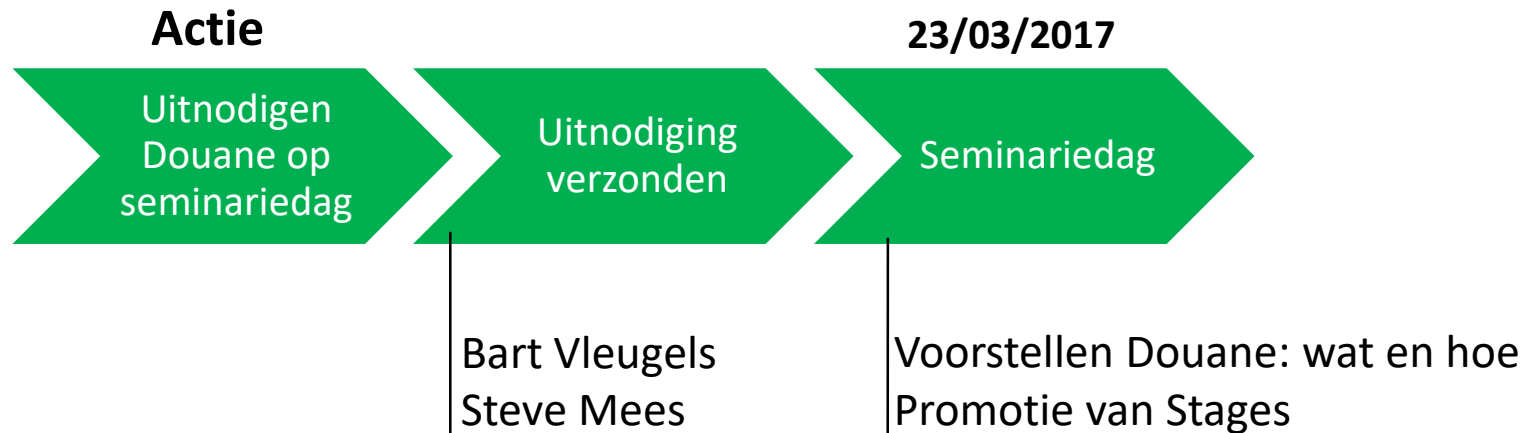 Actie
23/03/2017
Uitnodigen
Douane op
seminariedag
Uitnodiging
verzonden
Seminariedag
Bart Vleugels
Steve Mees
Voorstellen Douane: wat en hoe
Promotie van Stages